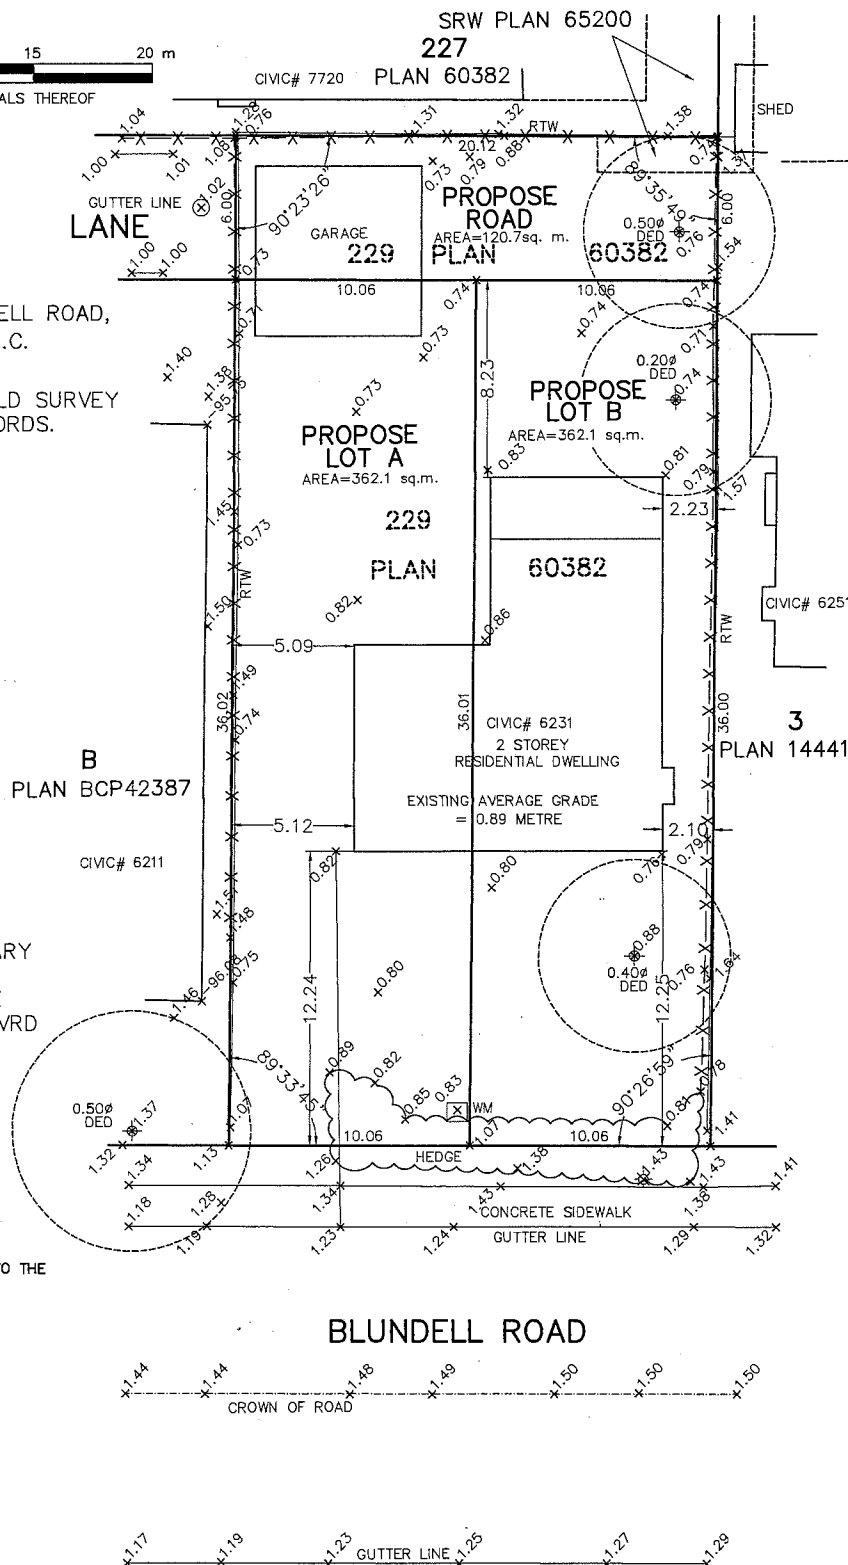 SRW PLAN 65200
15 20 m
227
CIVIC# 7720 PLAN 60382
ALS THEREOF
SHED
1.04
1.28
0.76
1.31
1.32
RTW
1.38
1.00
1.01
1.08
20.12
0.88
0.73
0.79
0.74
GUTTER LINE
1.02
6.00
90°23'26"
PROPOSE
ROAD
AREA=120.7sq. m.
89°35'49"
6.00
LANE
GARAGE
0.50ø
DED
0.76
229 PLAN 60382
1.54
1.00
1.00
0.73
10.06
0.74
10.06
0.74
ELL ROAD,
.C.
0.71
0.73
0.74
0.71
1.40
1.38
8.23
0.20ø
DED
0.74
LD SURVEY
ORDS.
0.73
PROPOSE
LOT B
AREA=362.1 sq.m.
PROPOSE
LOT A
AREA=362.1 sq.m.
0.83
0.81
0.79
1.57
1.45
0.73
229
2.23
PLAN 60382
1.50
RTW
0.82
0.86
RTW
CIVIC# 6251
5.09
1.49
36.02
0.74
36.01
CIVIC# 6231
2 STOREY
RESIDENTIAL DWELLING
36.00
3
PLAN 14441
B
PLAN BCP42387
EXISTING AVERAGE GRADE
= 0.89 METRE
5.12
2.10
CIVIC# 6211
0.82
0.80
0.76
0.79
1.48
ARY
0.75
0.88
0.40ø
DED
0.76
1.64
VRD
1.46
0.80
12.24
12.25
89°33'45"
0.89
0.82
0.85
0.83
WM
90°26'59"
0.78
0.81
0.50ø
DED
1.37
1.07
1.41
1.32
1.13
10.06
1.07
10.06
1.34
1.26
HEDGE
1.38
1.43
1.43
1.41
1.18
1.28
1.34
1.43
CONCRETE SIDEWALK
1.38
1.19
1.23
1.24
GUTTER LINE
1.29
1.32
O THE
BLUNDELL ROAD
1.44 1.44 1.48 1.49 1.50 1.50 1.50
CROWN OF ROAD
1.17 1.19 1.23 GUTTER LINE 1.25 1.27 1.29